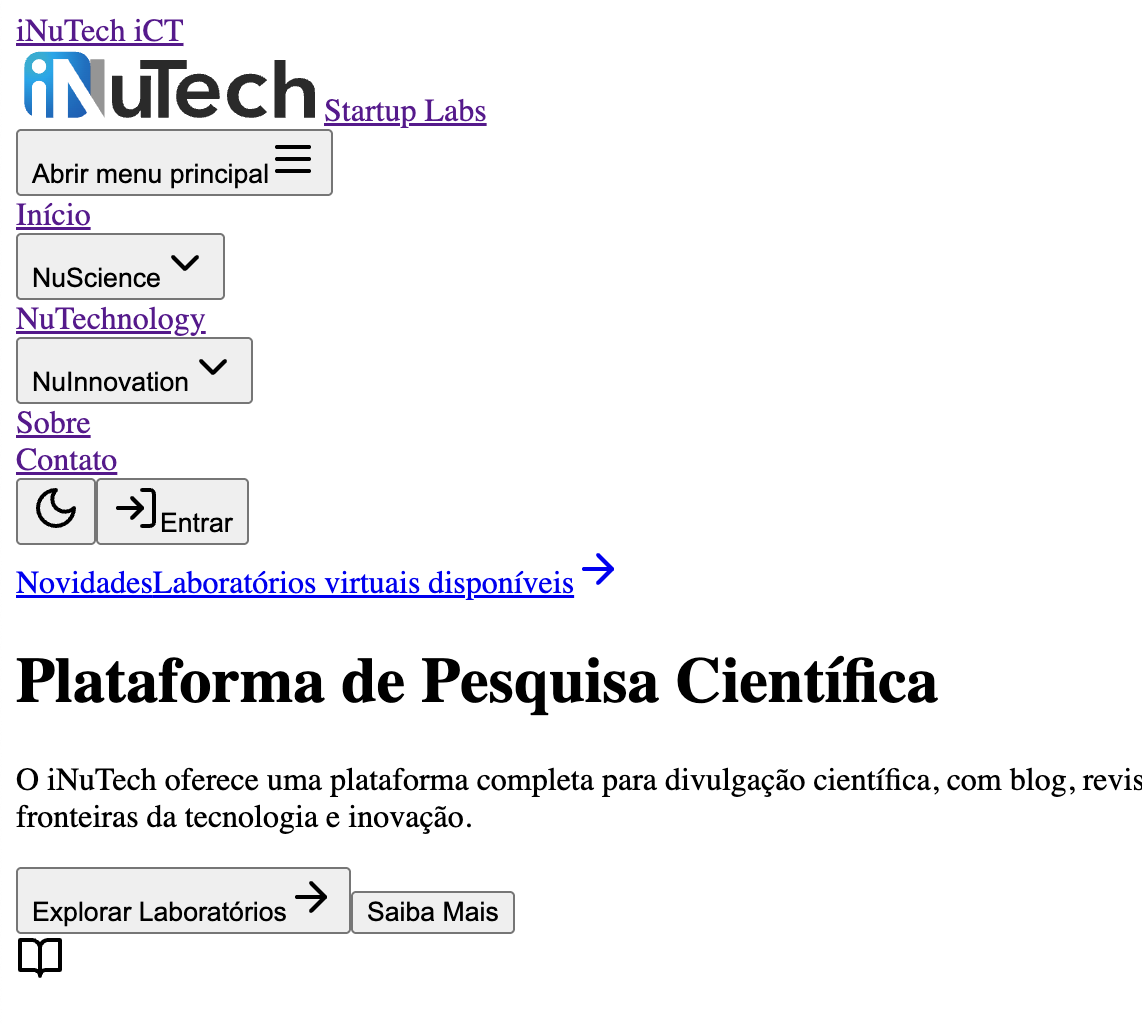 iNuTech iCT
iNuTech Startup Labs
Abrir menu principal
Início
NuScience
NuTechnology
NuInnovation
Sobre
Contato
Entrar
NovidadesLaboratórios virtuais disponíveis
Plataforma de Pesquisa Científica
O iNuTech oferece uma plataforma completa para divulgação científica, com blog, revis
fronteiras da tecnologia e inovação.
Explorar Laboratórios Saiba Mais